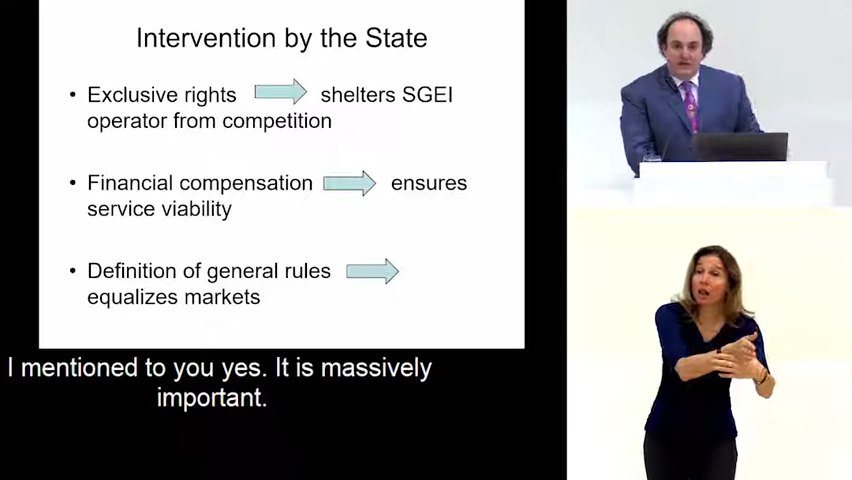 Intervention by the State
• Exclusive rights shelters SGEI
operator from competition
• Financial compensation ensures
service viability
• Definition of general rules
equalizes markets
I mentioned to you yes. It is massively
important.